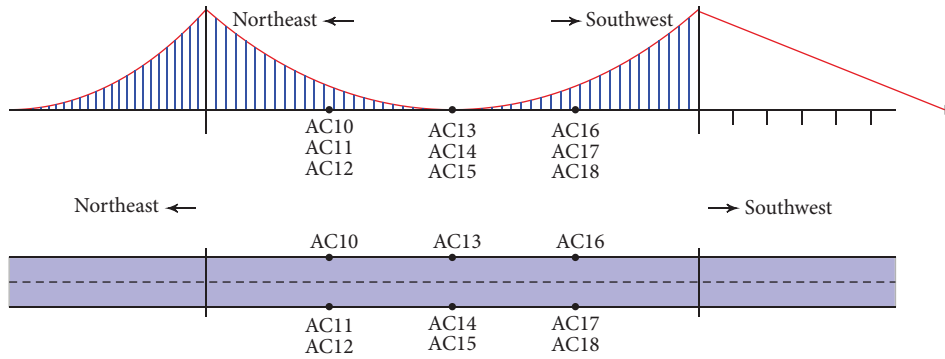 Northeast
Southwest
AC10 AC13 AC16
AC11 AC14 AC17
AC12 AC15 AC18
Northeast
Southwest
AC10 AC13 AC16
AC11 AC14 AC17
AC12 AC15 AC18